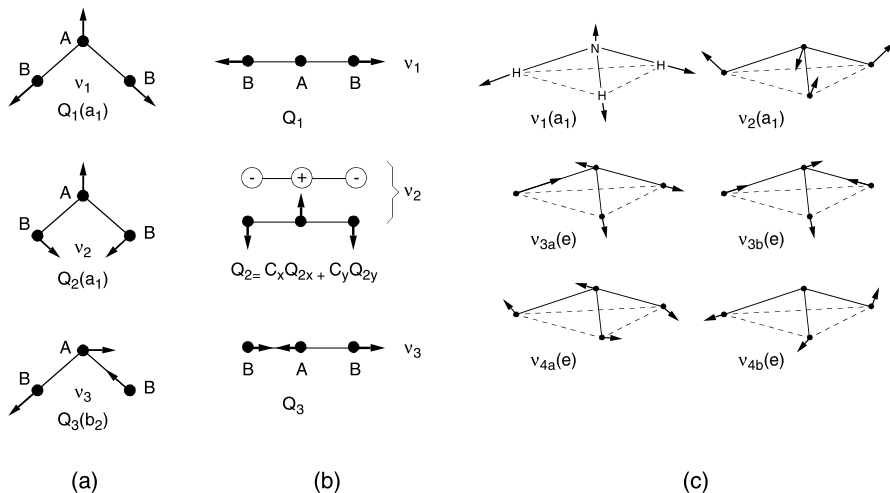 A
B
B
ν1
Q1(a1)
A
B
B
ν2
Q2(a1)
A
B
B
ν3
Q3(b2)
(a)
B A B
ν1
Q1
- + -
ν2
Q2= CxQ2x + CyQ2y
B A B
ν3
Q3
(b)
N
H
H
H
ν1(a1)
ν2(a1)
ν3a(e)
ν3b(e)
ν4a(e)
ν4b(e)
(c)